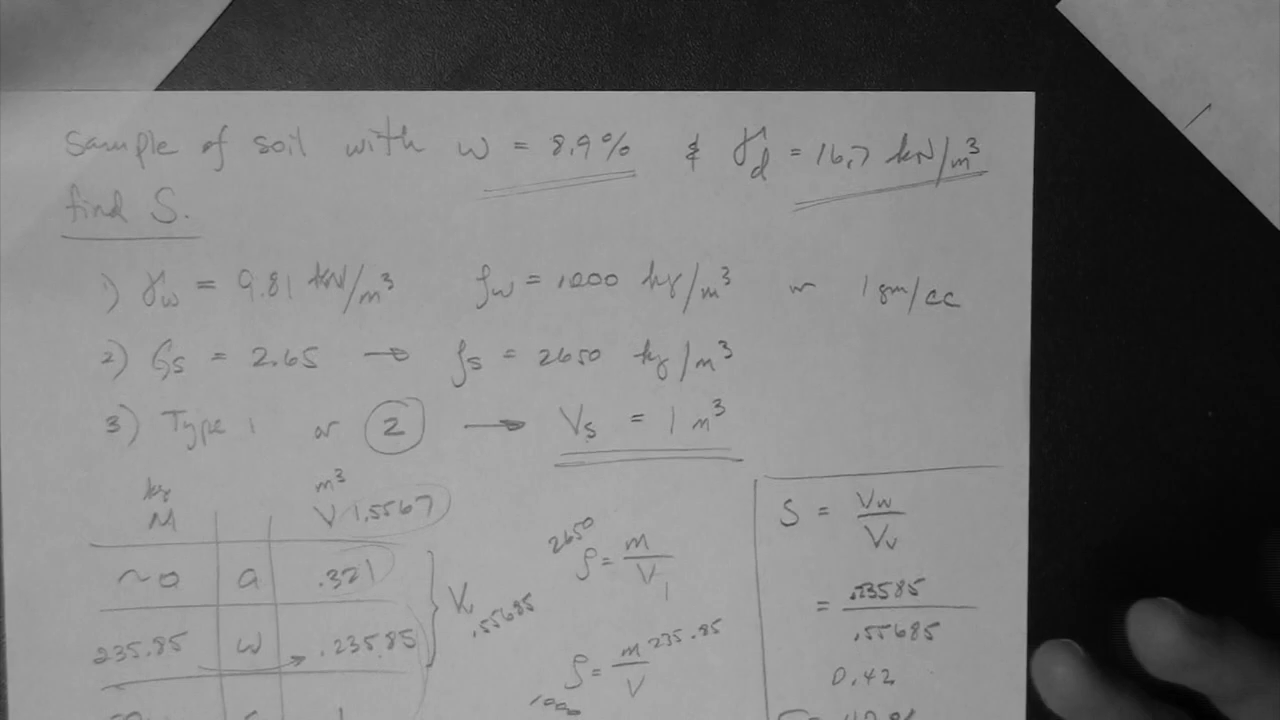 Sample of soil with w = 8.9% & γd = 16.7 kN/m³
find S.
1) γw = 9.81 kN/m³ ρw = 1000 kg/m³ or 1 gm/cc
2) Gs = 2.65 → ρs = 2650 kg/m³
3) Type 1 or 2 → Vs = 1 m³
kg m³
M V 1.5567
~0 a .321
235.85 w .235.85
Vv .55685
2650 ρ = m/V 1
ρ = m/V 235.85
1000
S = Vw/Vv
= .23585/.55685
0.42